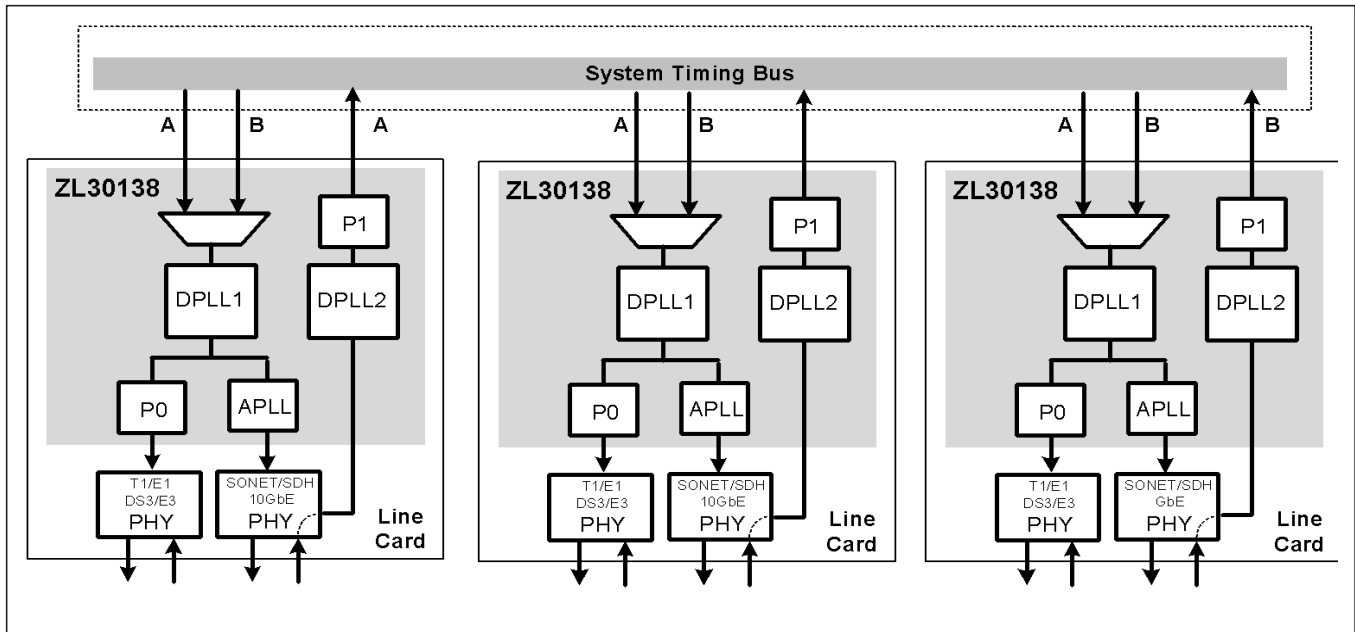 System Timing Bus
A
B
A
A
B
A
B
B
ZL30138
P1
DPLL1
DPLL2
P0
APLL
T1/E1
DS3/E3
PHY
SONET/SDH
10GbE
PHY
Line
Card
ZL30138
P1
DPLL1
DPLL2
P0
APLL
T1/E1
DS3/E3
PHY
SONET/SDH
10GbE
PHY
Line
Card
ZL30138
P1
DPLL1
DPLL2
P0
APLL
T1/E1
DS3/E3
PHY
SONET/SDH
GbE
PHY
Line
Card